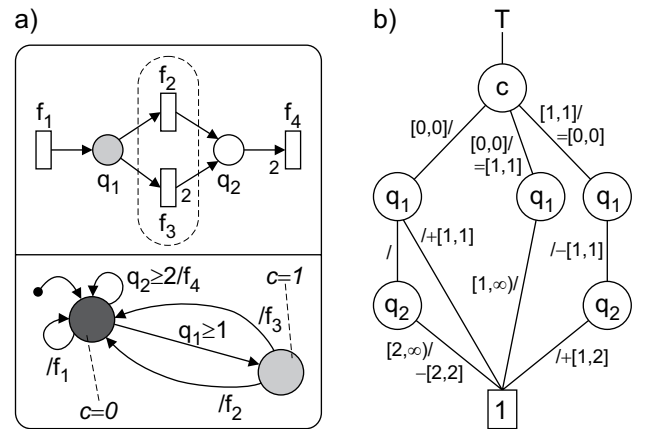 a)
f1
f2
f4
q1
q2
2
2
f3
q2≥2/f4
c=1
/f3
q1≥1
/f1
/f2
c=0
b)
T
c
[0,0]/
[0,0]/
=[1,1]
[1,1]/
=[0,0]
q1
q1
q1
/
/+[1,1]
[1,∞)/
/−[1,1]
q2
q2
[2,∞)/
−[2,2]
/+[1,2]
1